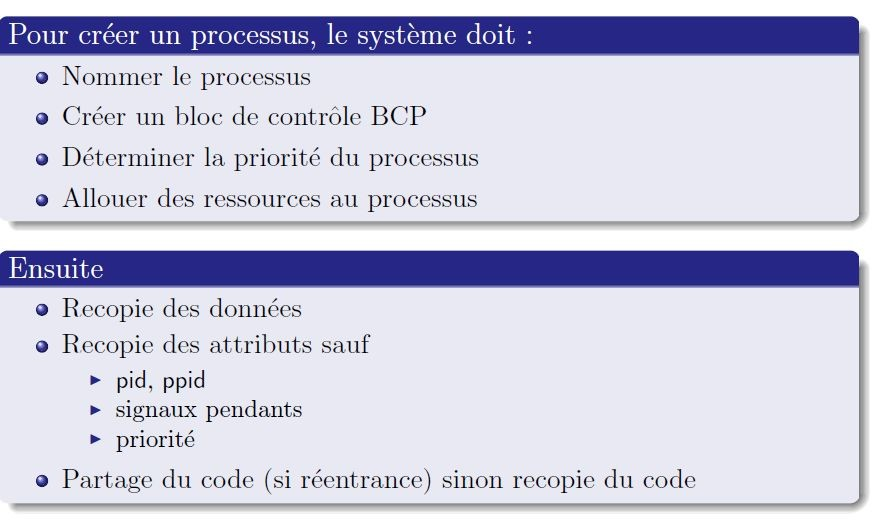 Pour créer un processus, le système doit :
Nommer le processus
Créer un bloc de contrôle BCP
Déterminer la priorité du processus
Allouer des ressources au processus
Ensuite
Recopie des données
Recopie des attributs sauf
pid, ppid
signaux pendants
priorité
Partage du code (si réentrance) sinon recopie du code